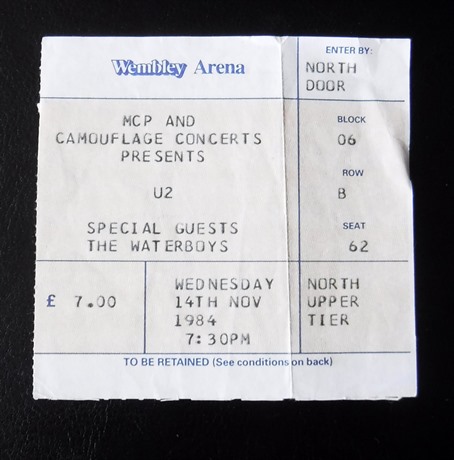 Wembley Arena
MCP AND
CAMOUFLAGE CONCERTS
PRESENTS
U2
SPECIAL GUESTS
THE WATERBOYS
£ 7.00
WEDNESDAY
14TH NOV
1984
7:30PM
ENTER BY:
NORTH
DOOR
BLOCK
06
ROW
B
SEAT
62
NORTH
UPPER
TIER
TO BE RETAINED (See conditions on back)